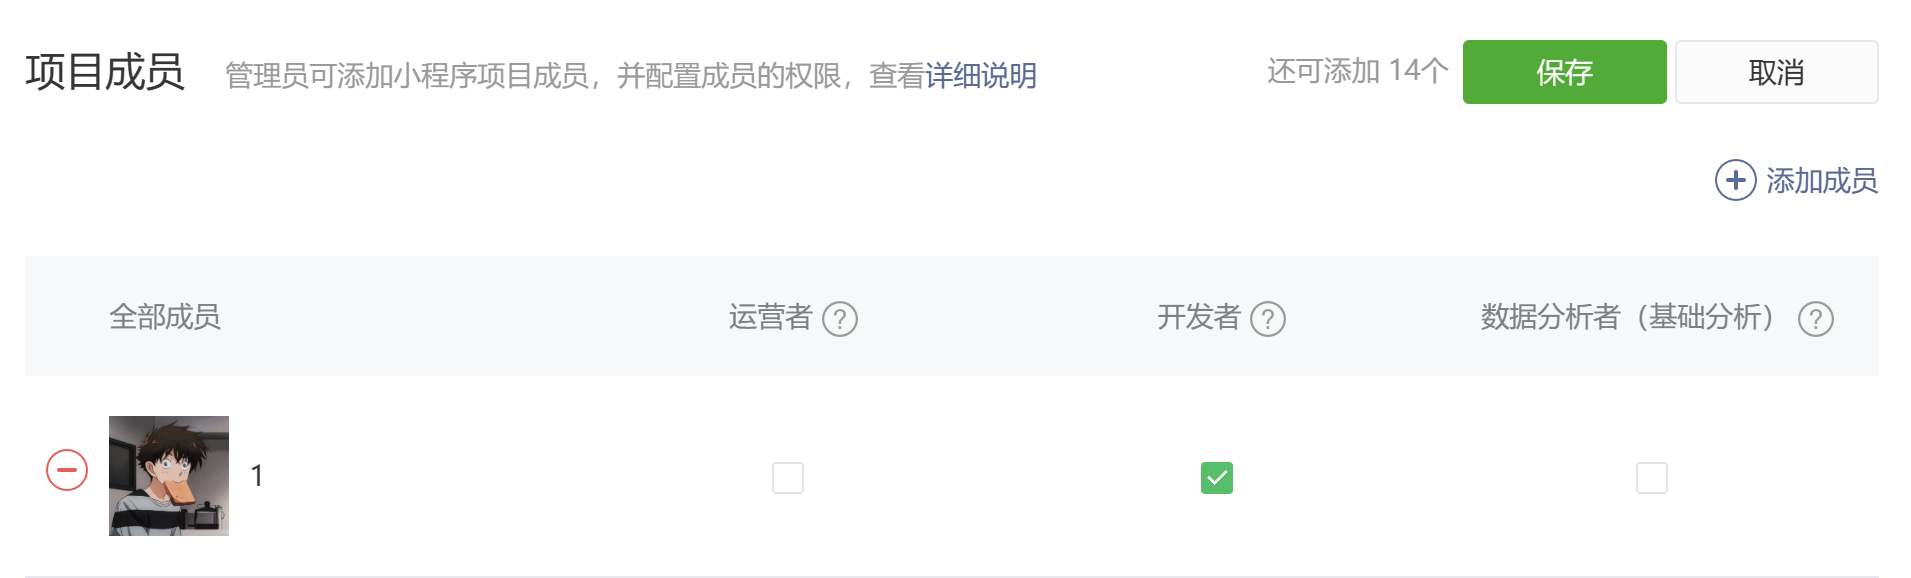 项目成员 管理员可添加小程序项目成员，并配置成员的权限，查看详细说明 还可添加 14个 保存 取消
添加成员
全部成员 运营者 ? 开发者 ? 数据分析者（基础分析） ?
1